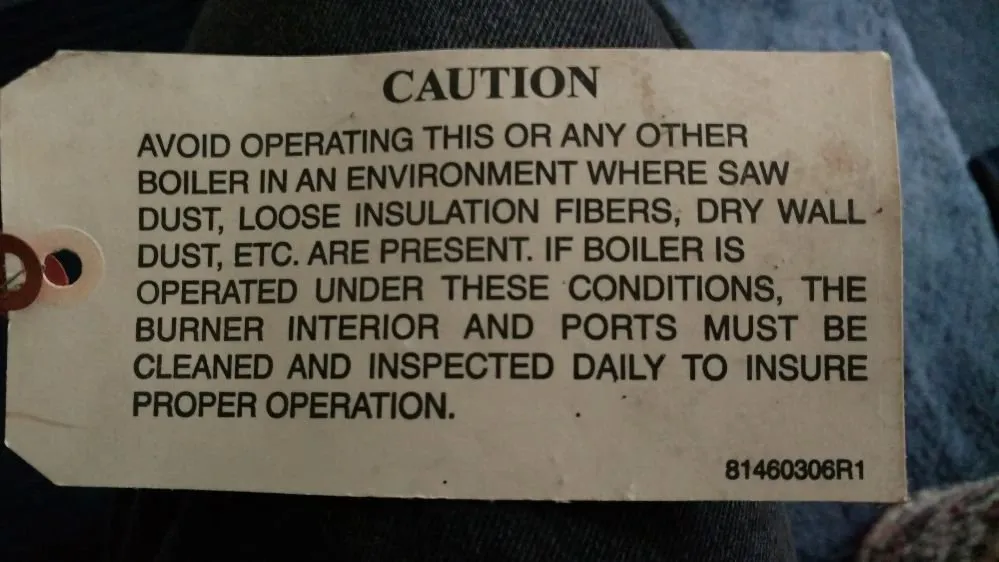 CAUTION
AVOID OPERATING THIS OR ANY OTHER
BOILER IN AN ENVIRONMENT WHERE SAW
DUST, LOOSE INSULATION FIBERS, DRY WALL
DUST, ETC. ARE PRESENT. IF BOILER IS
OPERATED UNDER THESE CONDITIONS, THE
BURNER INTERIOR AND PORTS MUST BE
CLEANED AND INSPECTED DAILY TO INSURE
PROPER OPERATION.
81460306R1